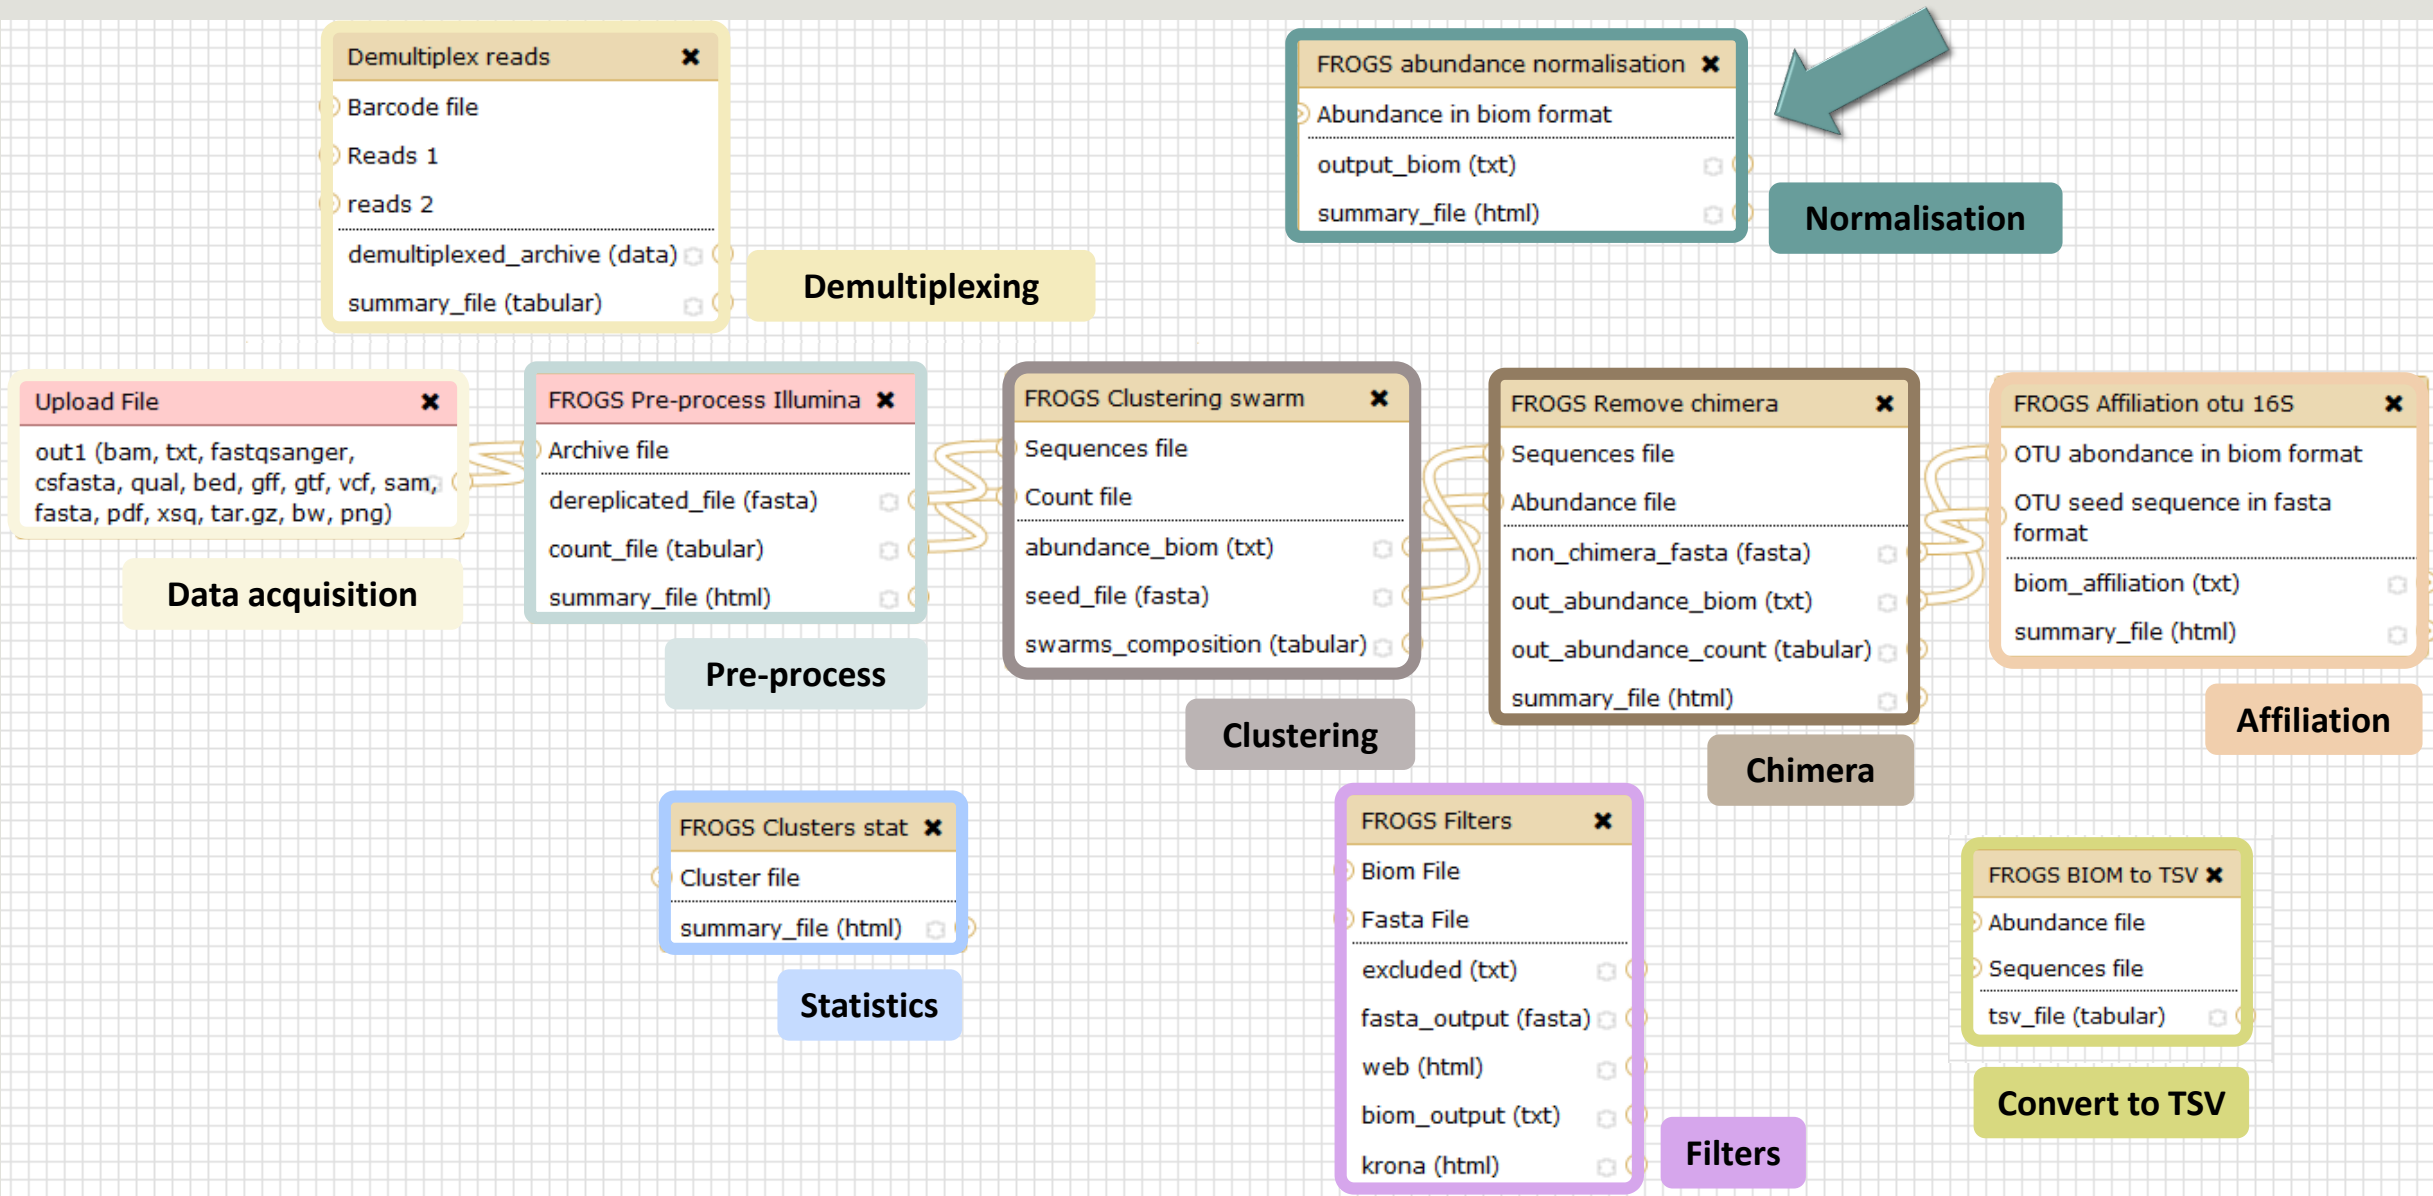 Demultiplex reads
Barcode file
Reads 1
reads 2
demultiplexed_archive (data)
summary_file (tabular)
Demultiplexing
FROGS abundance normalisation
Abundance in biom format
output_biom (txt)
summary_file (html)
Normalisation
Upload File
out1 (bam, txt, fastqsanger,
csfasta, qual, bed, gff, gtf, vcf, sam,
fasta, pdf, xsq, tar.gz, bw, png)
Data acquisition
FROGS Pre-process Illumina
Archive file
dereplicated_file (fasta)
count_file (tabular)
summary_file (html)
Pre-process
FROGS Clustering swarm
Sequences file
Count file
abundance_biom (txt)
seed_file (fasta)
swarms_composition (tabular)
Clustering
FROGS Remove chimera
Sequences file
Abundance file
non_chimera_fasta (fasta)
out_abundance_biom (txt)
out_abundance_count (tabular)
summary_file (html)
Chimera
FROGS Affiliation otu 16S
OTU abondance in biom format
OTU seed sequence in fasta
format
biom_affiliation (txt)
summary_file (html)
Affiliation
FROGS Clusters stat
Cluster file
summary_file (html)
Statistics
FROGS Filters
Biom File
Fasta File
excluded (txt)
fasta_output (fasta)
web (html)
biom_output (txt)
krona (html)
Filters
FROGS BIOM to TSV
Abundance file
Sequences file
tsv_file (tabular)
Convert to TSV